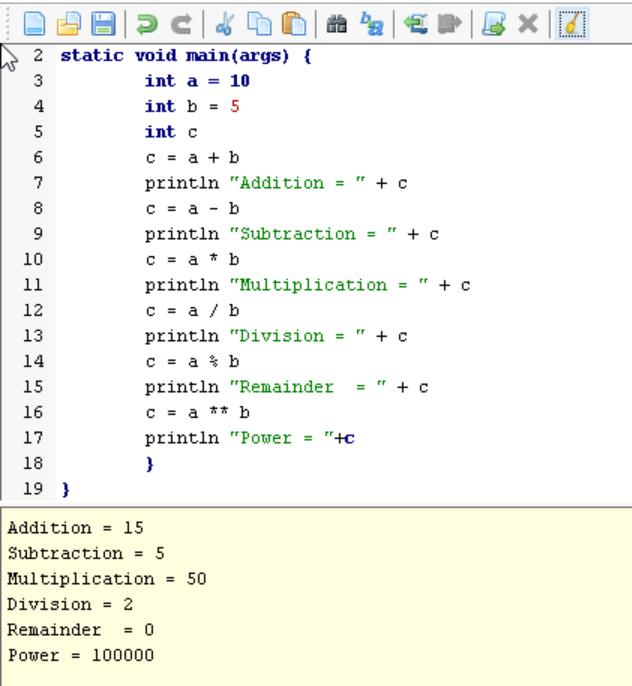 2 static void main(args) {
3 int a = 10
4 int b = 5
5 int c
6 c = a + b
7 println "Addition = " + c
8 c = a - b
9 println "Subtraction = " + c
10 c = a * b
11 println "Multiplication = " + c
12 c = a / b
13 println "Division = " + c
14 c = a % b
15 println "Remainder  = " + c
16 c = a ** b
17 println "Power = "+c
18 }
19 }
Addition = 15
Subtraction = 5
Multiplication = 50
Division = 2
Remainder  = 0
Power = 100000